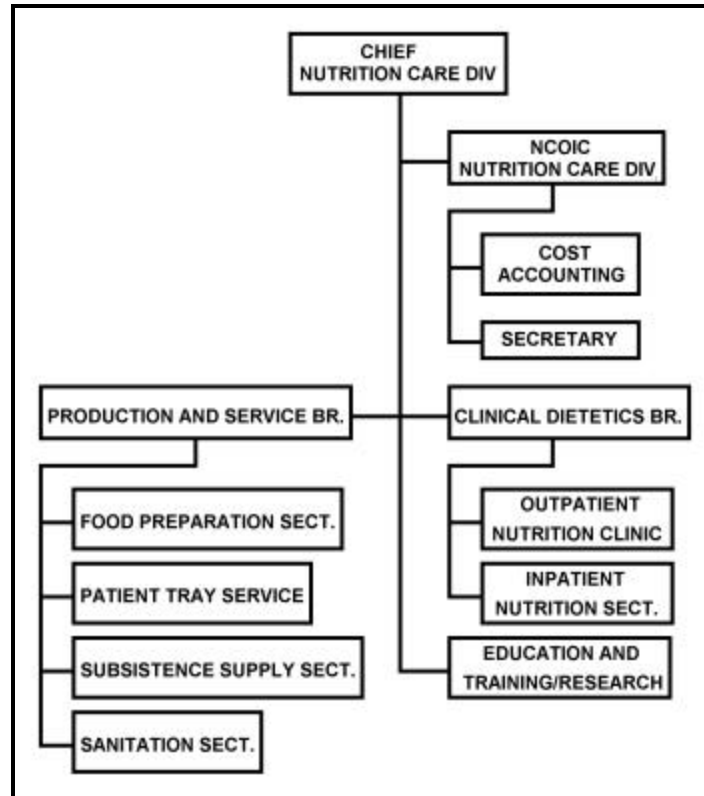 CHIEF
NUTRITION CARE DIV
NCOIC
NUTRITION CARE DIV
COST
ACCOUNTING
SECRETARY
PRODUCTION AND SERVICE BR.
CLINICAL DIETETICS BR.
FOOD PREPARATION SECT.
PATIENT TRAY SERVICE
SUBSISTENCE SUPPLY SECT.
SANITATION SECT.
OUTPATIENT
NUTRITION CLINIC
INPATIENT
NUTRITION SECT.
EDUCATION AND
TRAINING/RESEARCH